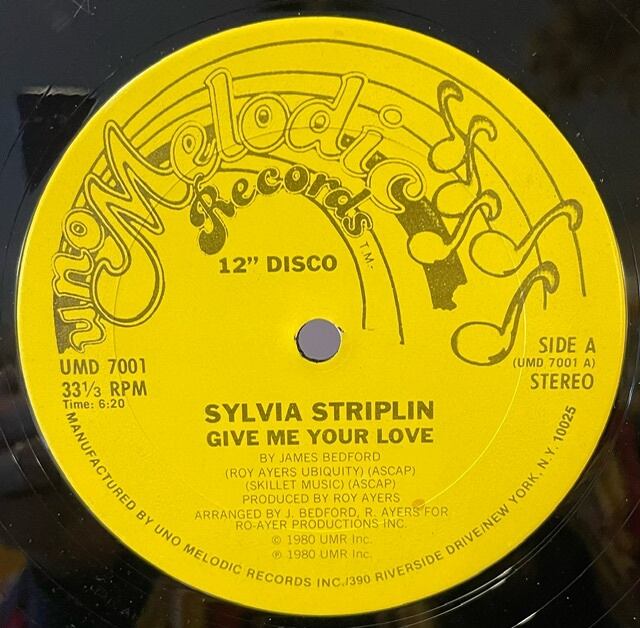 uno Melodic
Records T.M.
12" DISCO
UMD 7001
33⅓ RPM
Time: 6:20
SIDE A
(UMD 7001 A)
STEREO
SYLVIA STRIPLIN
GIVE ME YOUR LOVE
BY JAMES BEDFORD
(ROY AYERS UBIQUITY) (ASCAP)
(SKILLET MUSIC) (ASCAP)
PRODUCED BY ROY AYERS
ARRANGED BY J. BEDFORD, R. AYERS FOR
RO-AYER PRODUCTIONS INC.
© 1980 UMR Inc.
℗ 1980 UMR Inc.
MANUFACTURED BY UNO MELODIC RECORDS INC./390 RIVERSIDE DRIVE/NEW YORK, N.Y. 10025